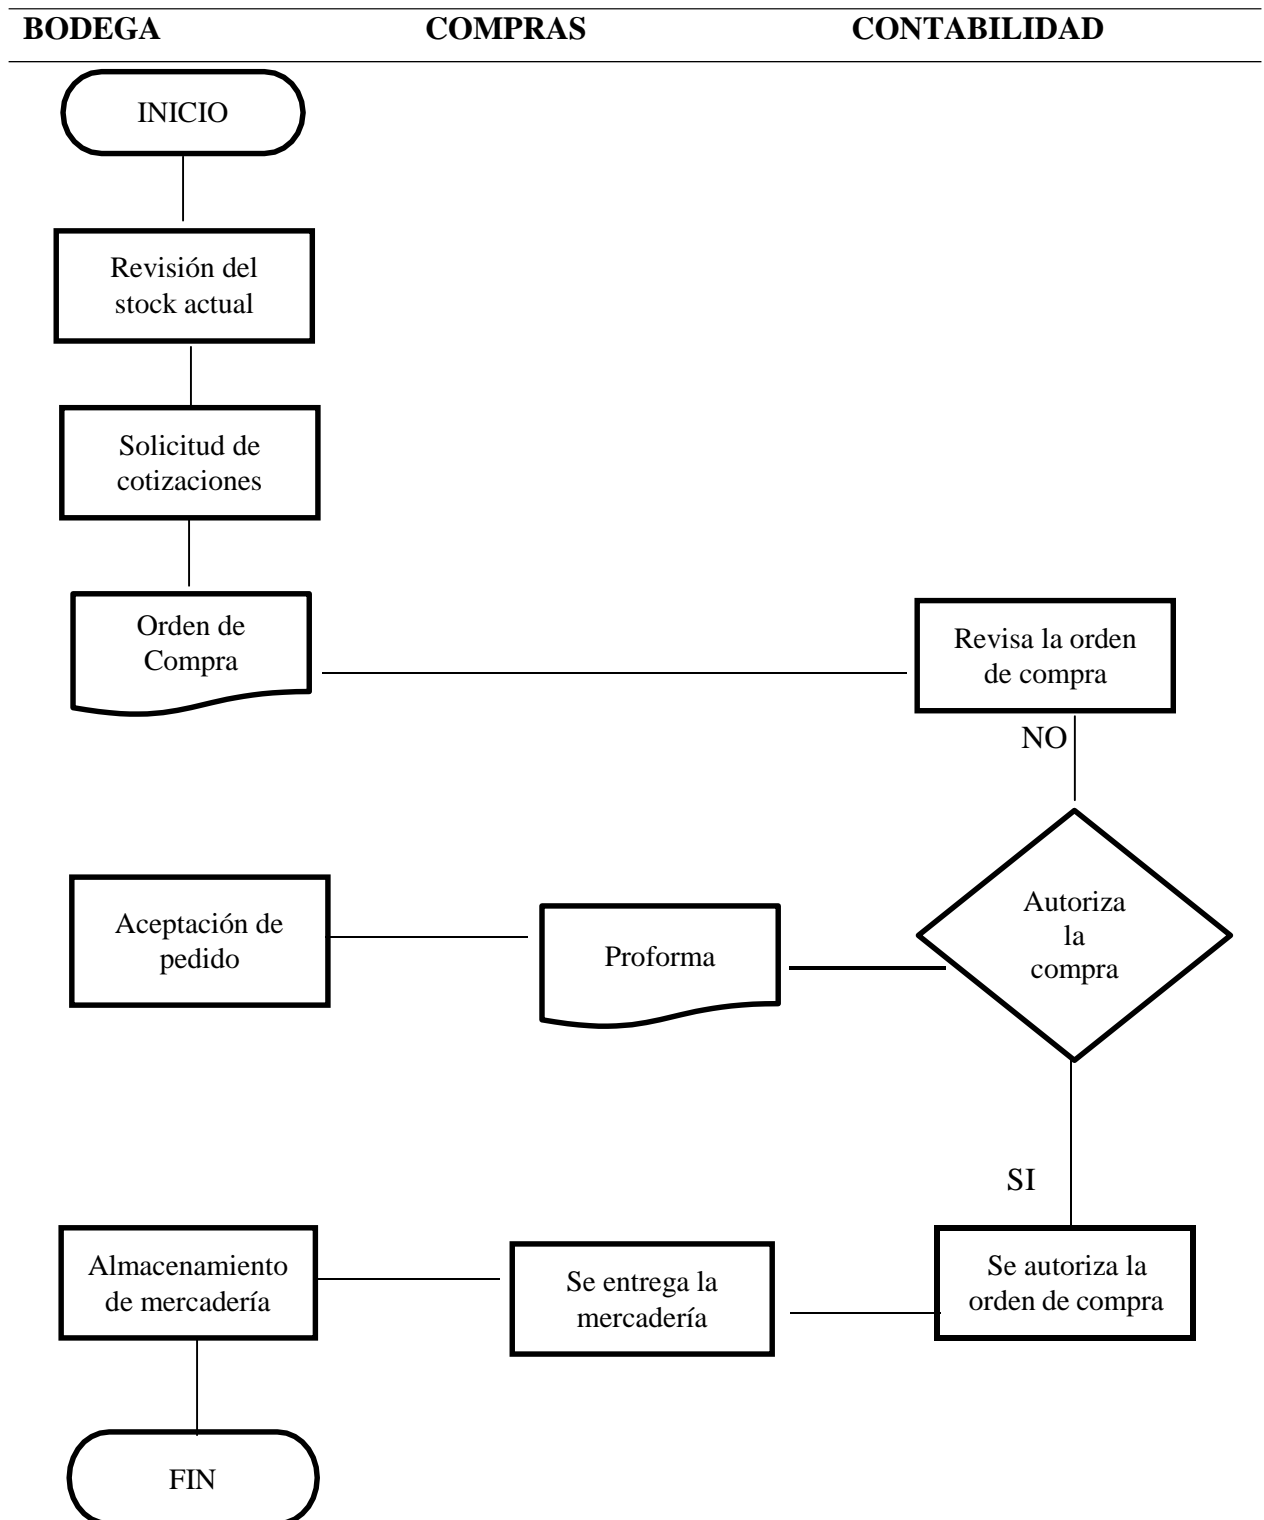 BODEGA COMPRAS CONTABILIDAD
INICIO
Revisión del
stock actual
Solicitud de
cotizaciones
Orden de
Compra
Revisa la orden
de compra
NO
Aceptación de
pedido
Proforma
Autoriza
la
compra
SI
Almacenamiento
de mercadería
Se entrega la
mercadería
Se autoriza la
orden de compra
FIN